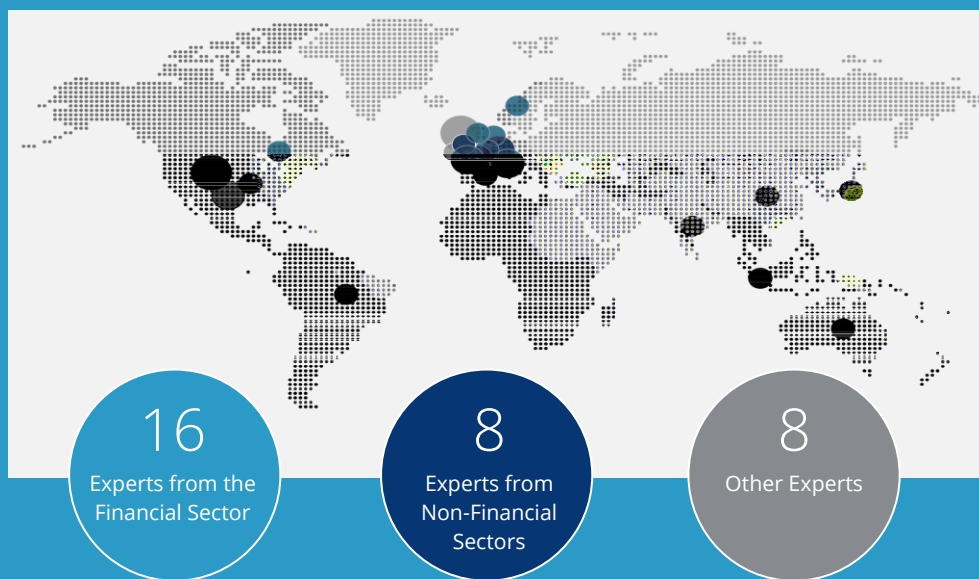 16
Experts from the
Financial Sector
8
Experts from
Non-Financial
Sectors
8
Other Experts